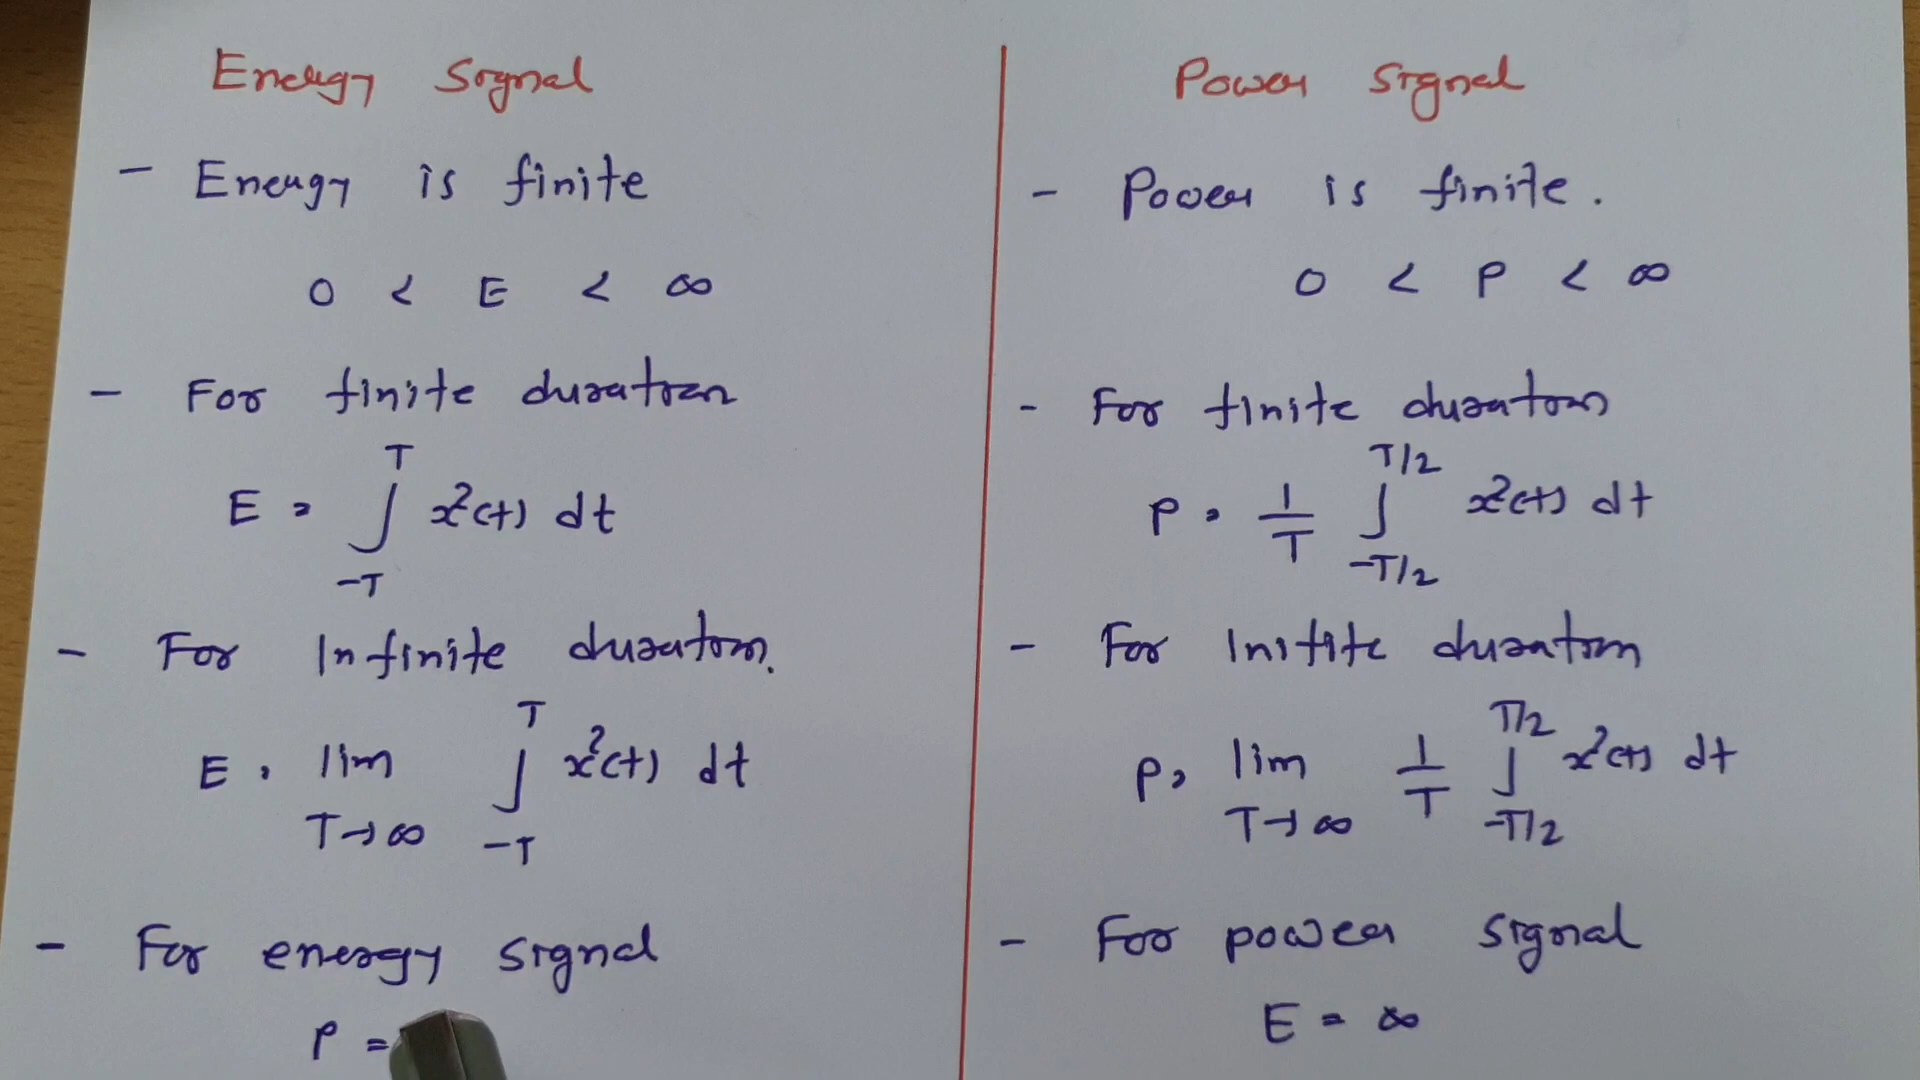 Energy Signal
- Energy is finite
0 < E < ∞
- For finite duration
E = ∫_{-T}^{T} x²(t) dt
- For Infinite duration.
E = lim_{T→∞} ∫_{-T}^{T} x²(t) dt
- For energy signal
P =
Power Signal
- Power is finite.
0 < P < ∞
- For finite duration
P = 1/T ∫_{-T/2}^{T/2} x²(t) dt
- For Initite duration
P = lim_{T→∞} 1/T ∫_{-T/2}^{T/2} x²(t) dt
- For power signal
E = ∞